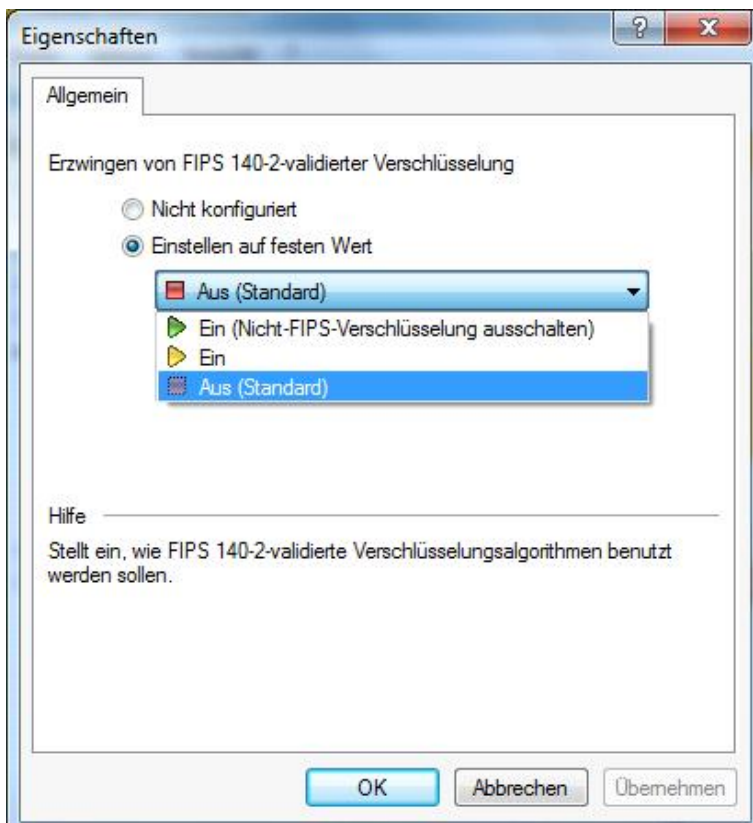 Eigenschaften
Allgemein
Erzwingen von FIPS 140-2-validierter Verschlüsselung
Nicht konfiguriert
Einstellen auf festen Wert
Aus (Standard)
Ein (Nicht-FIPS-Verschlüsselung ausschalten)
Ein
Aus (Standard)
Hilfe
Stellt ein, wie FIPS 140-2-validierte Verschlüsselungsalgorithmen benutzt
werden sollen.
OK Abbrechen Übernehmen